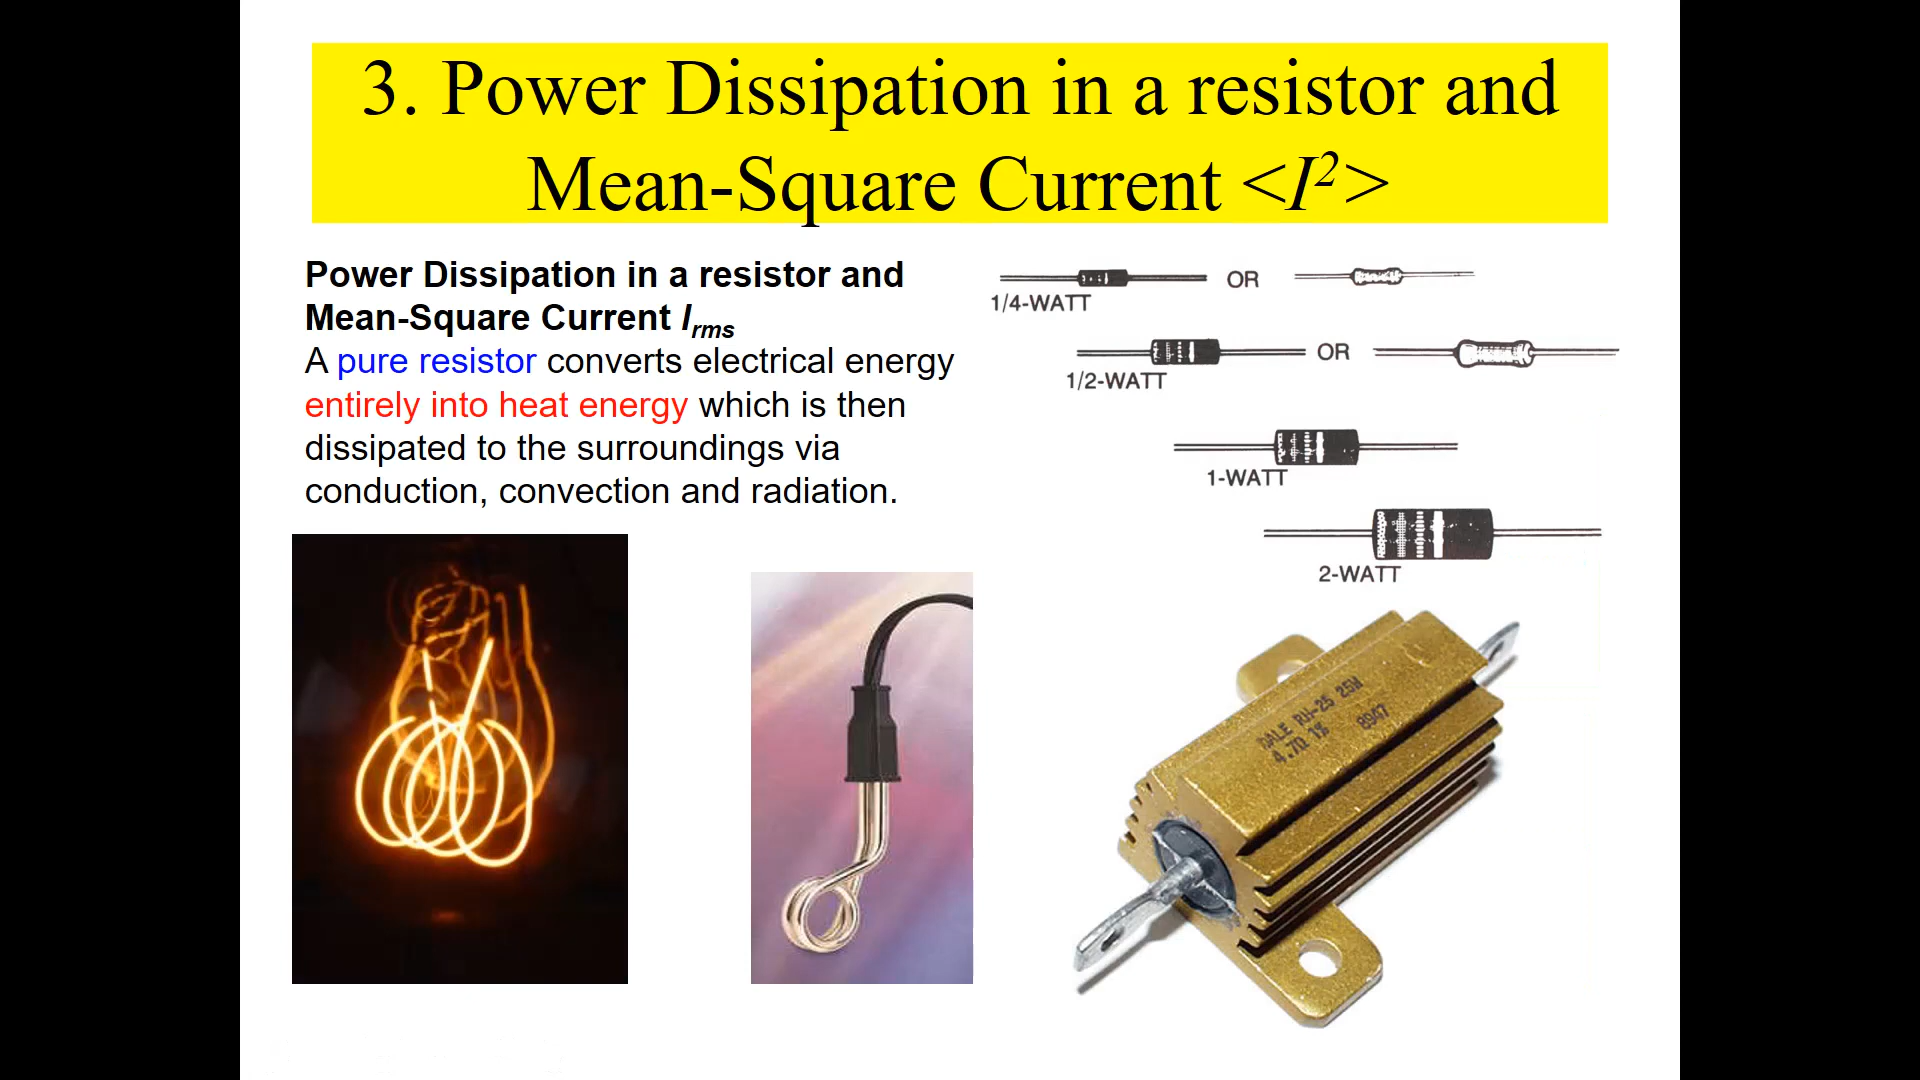 3. Power Dissipation in a resistor and
Mean-Square Current <I²>
Power Dissipation in a resistor and
Mean-Square Current Irms
A pure resistor converts electrical energy
entirely into heat energy which is then
dissipated to the surroundings via
conduction, convection and radiation.
OR
1/4-WATT
OR
1/2-WATT
1-WATT
2-WATT
DALE RH-25 25W
4.7Ω 1% 8947